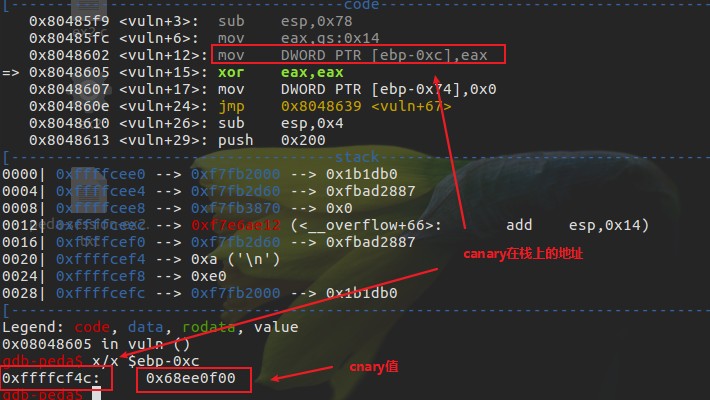 [------------------------------------code------------------------------------
0x80485f9 <vuln+3>: sub esp,0x78
0x80485fc <vuln+6>: mov eax,gs:0x14
0x8048602 <vuln+12>: mov DWORD PTR [ebp-0xc],eax
=> 0x8048605 <vuln+15>: xor eax,eax
0x8048607 <vuln+17>: mov DWORD PTR [ebp-0x74],0x0
0x804860e <vuln+24>: jmp 0x8048639 <vuln+67>
0x8048610 <vuln+26>: sub esp,0x4
0x8048613 <vuln+29>: push 0x200
[------------------------------------stack-----------------------------------
0000| 0xffffcee0 --> 0xf7fb2000 --> 0x1b1db0
0004| 0xffffcee4 --> 0xf7fb2d60 --> 0xfbad2887
0008| 0xffffcee8 --> 0xf7fb3870 --> 0x0
0012| 0xffffceec --> (<__overflow+66>: add esp,0x14)
0016| 0xffffcef0 --> 0xf7fb2d60 --> 0xfbad2887
0020| 0xffffcef4 --> 0xa ('\n')
0024| 0xffffcef8 --> 0xe0
0028| 0xffffcefc --> 0xf7fb2000 --> 0x1b1db0
[----------------------------------------------------------------------------
Legend: code, data, rodata, value
0x08048605 in vuln ()
gdb-peda$ x/x $ebp-0xc
0xffffcf4c: 0x68ee0f00
gdb-peda$
canary在栈上的地址
cnary值